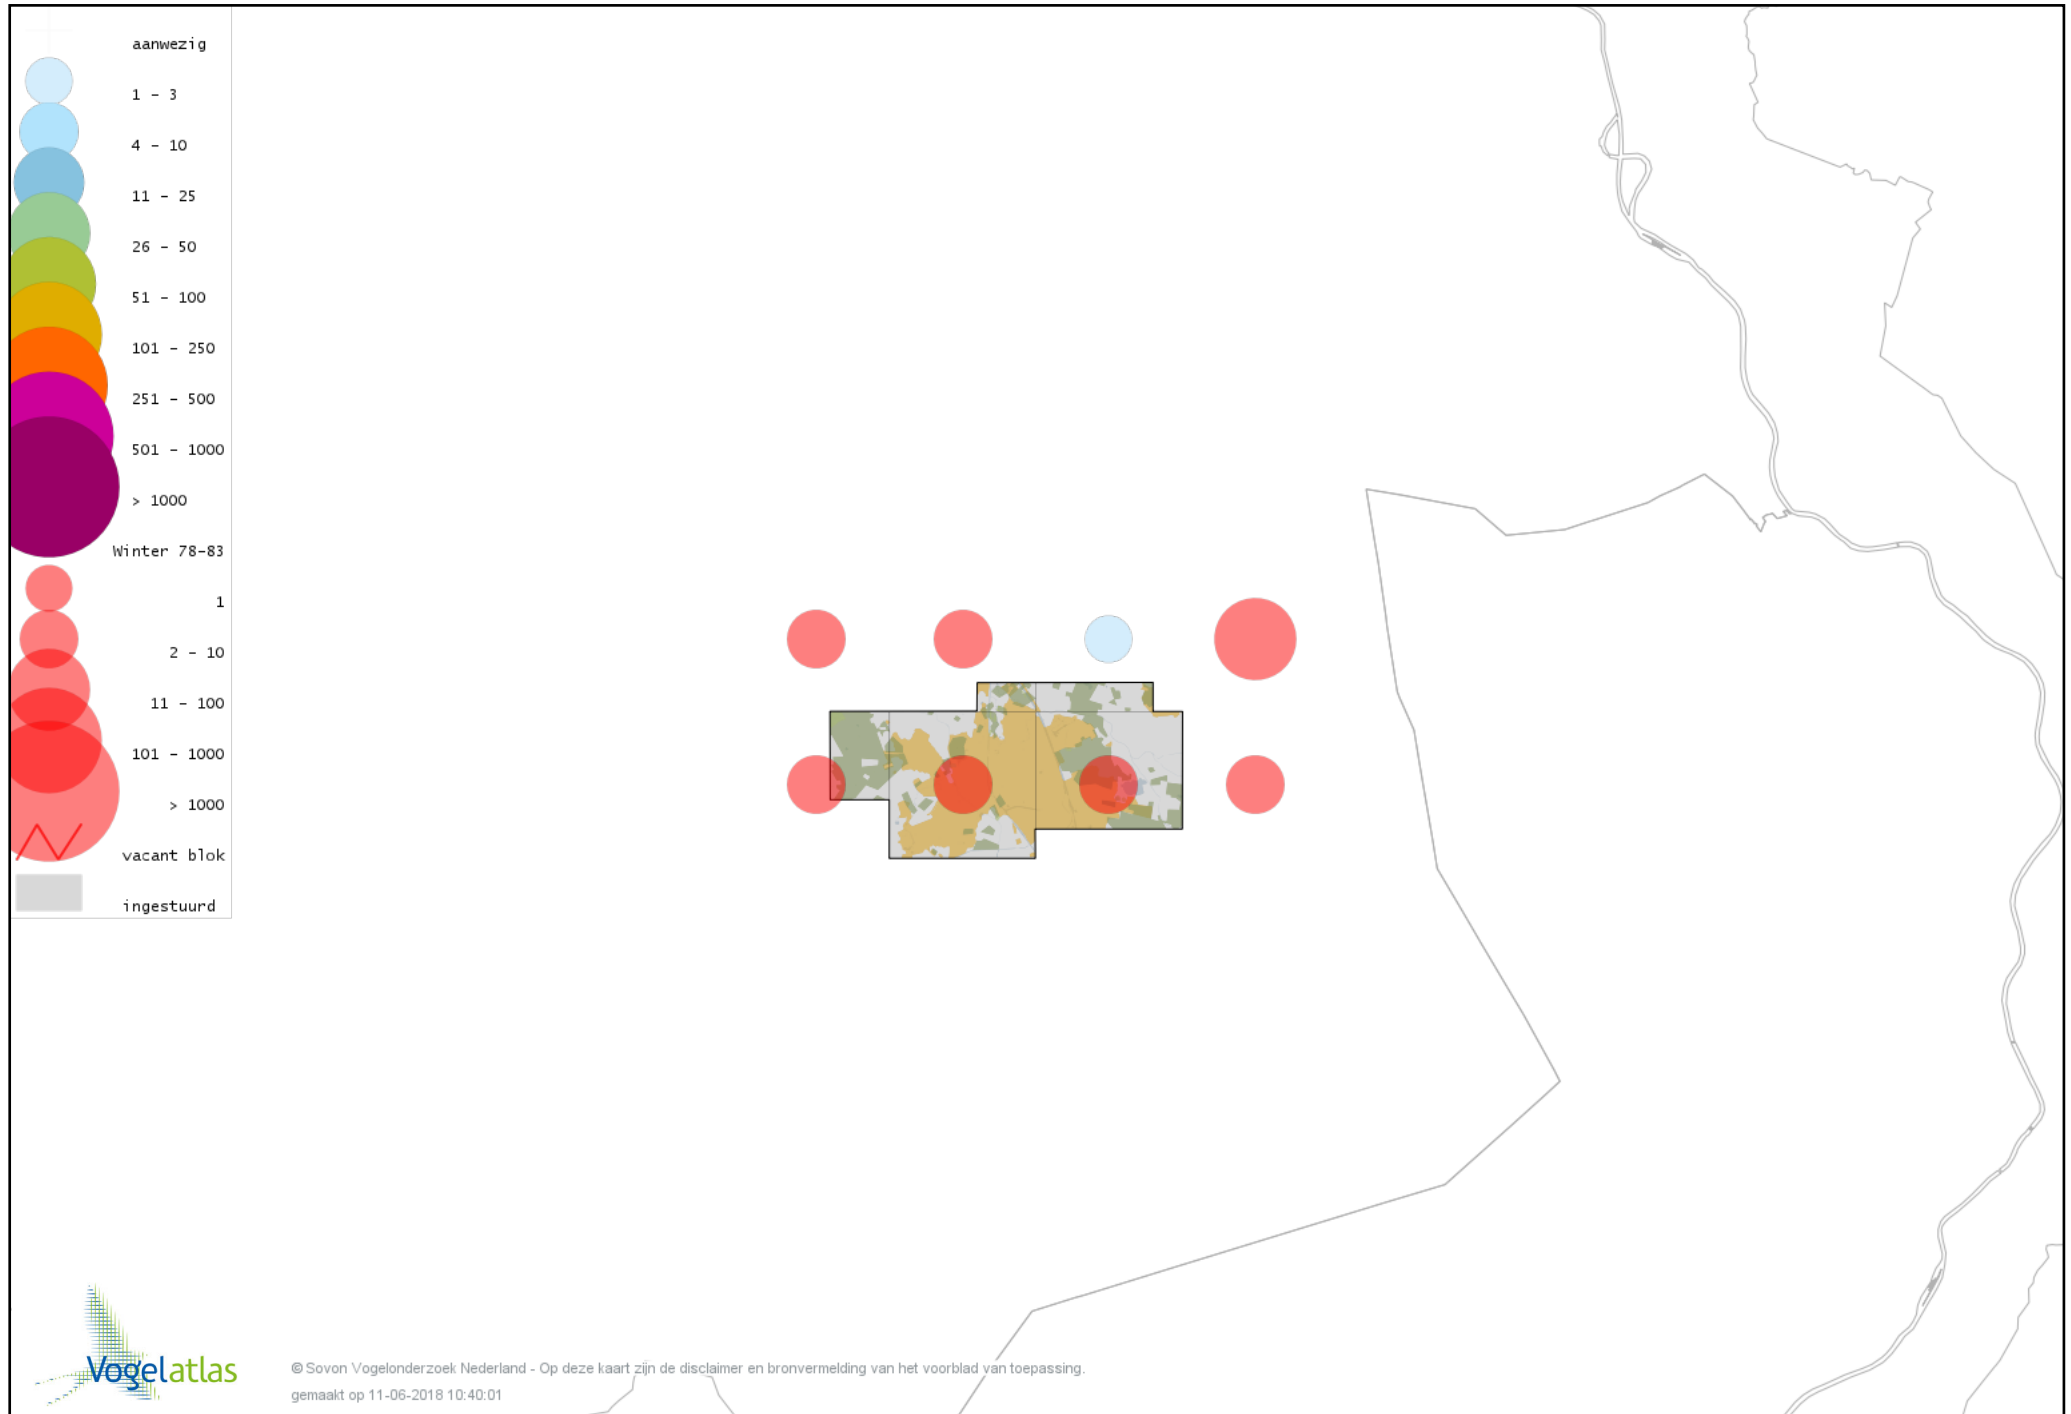 aanwezig
1 - 3
4 - 10
11 - 25
26 - 50
51 - 100
101 - 250
251 - 500
501 - 1000
> 1000
Winter 78-83
1
2 - 10
11 - 100
101 - 1000
> 1000
vacant blok
ingestuurd
Vogelatlas
© Sovon Vogelonderzoek Nederland - Op deze kaart zijn de disclaimer en bronvermelding van het voorblad van toepassing.
gemaakt op 11-06-2018 10:40:01